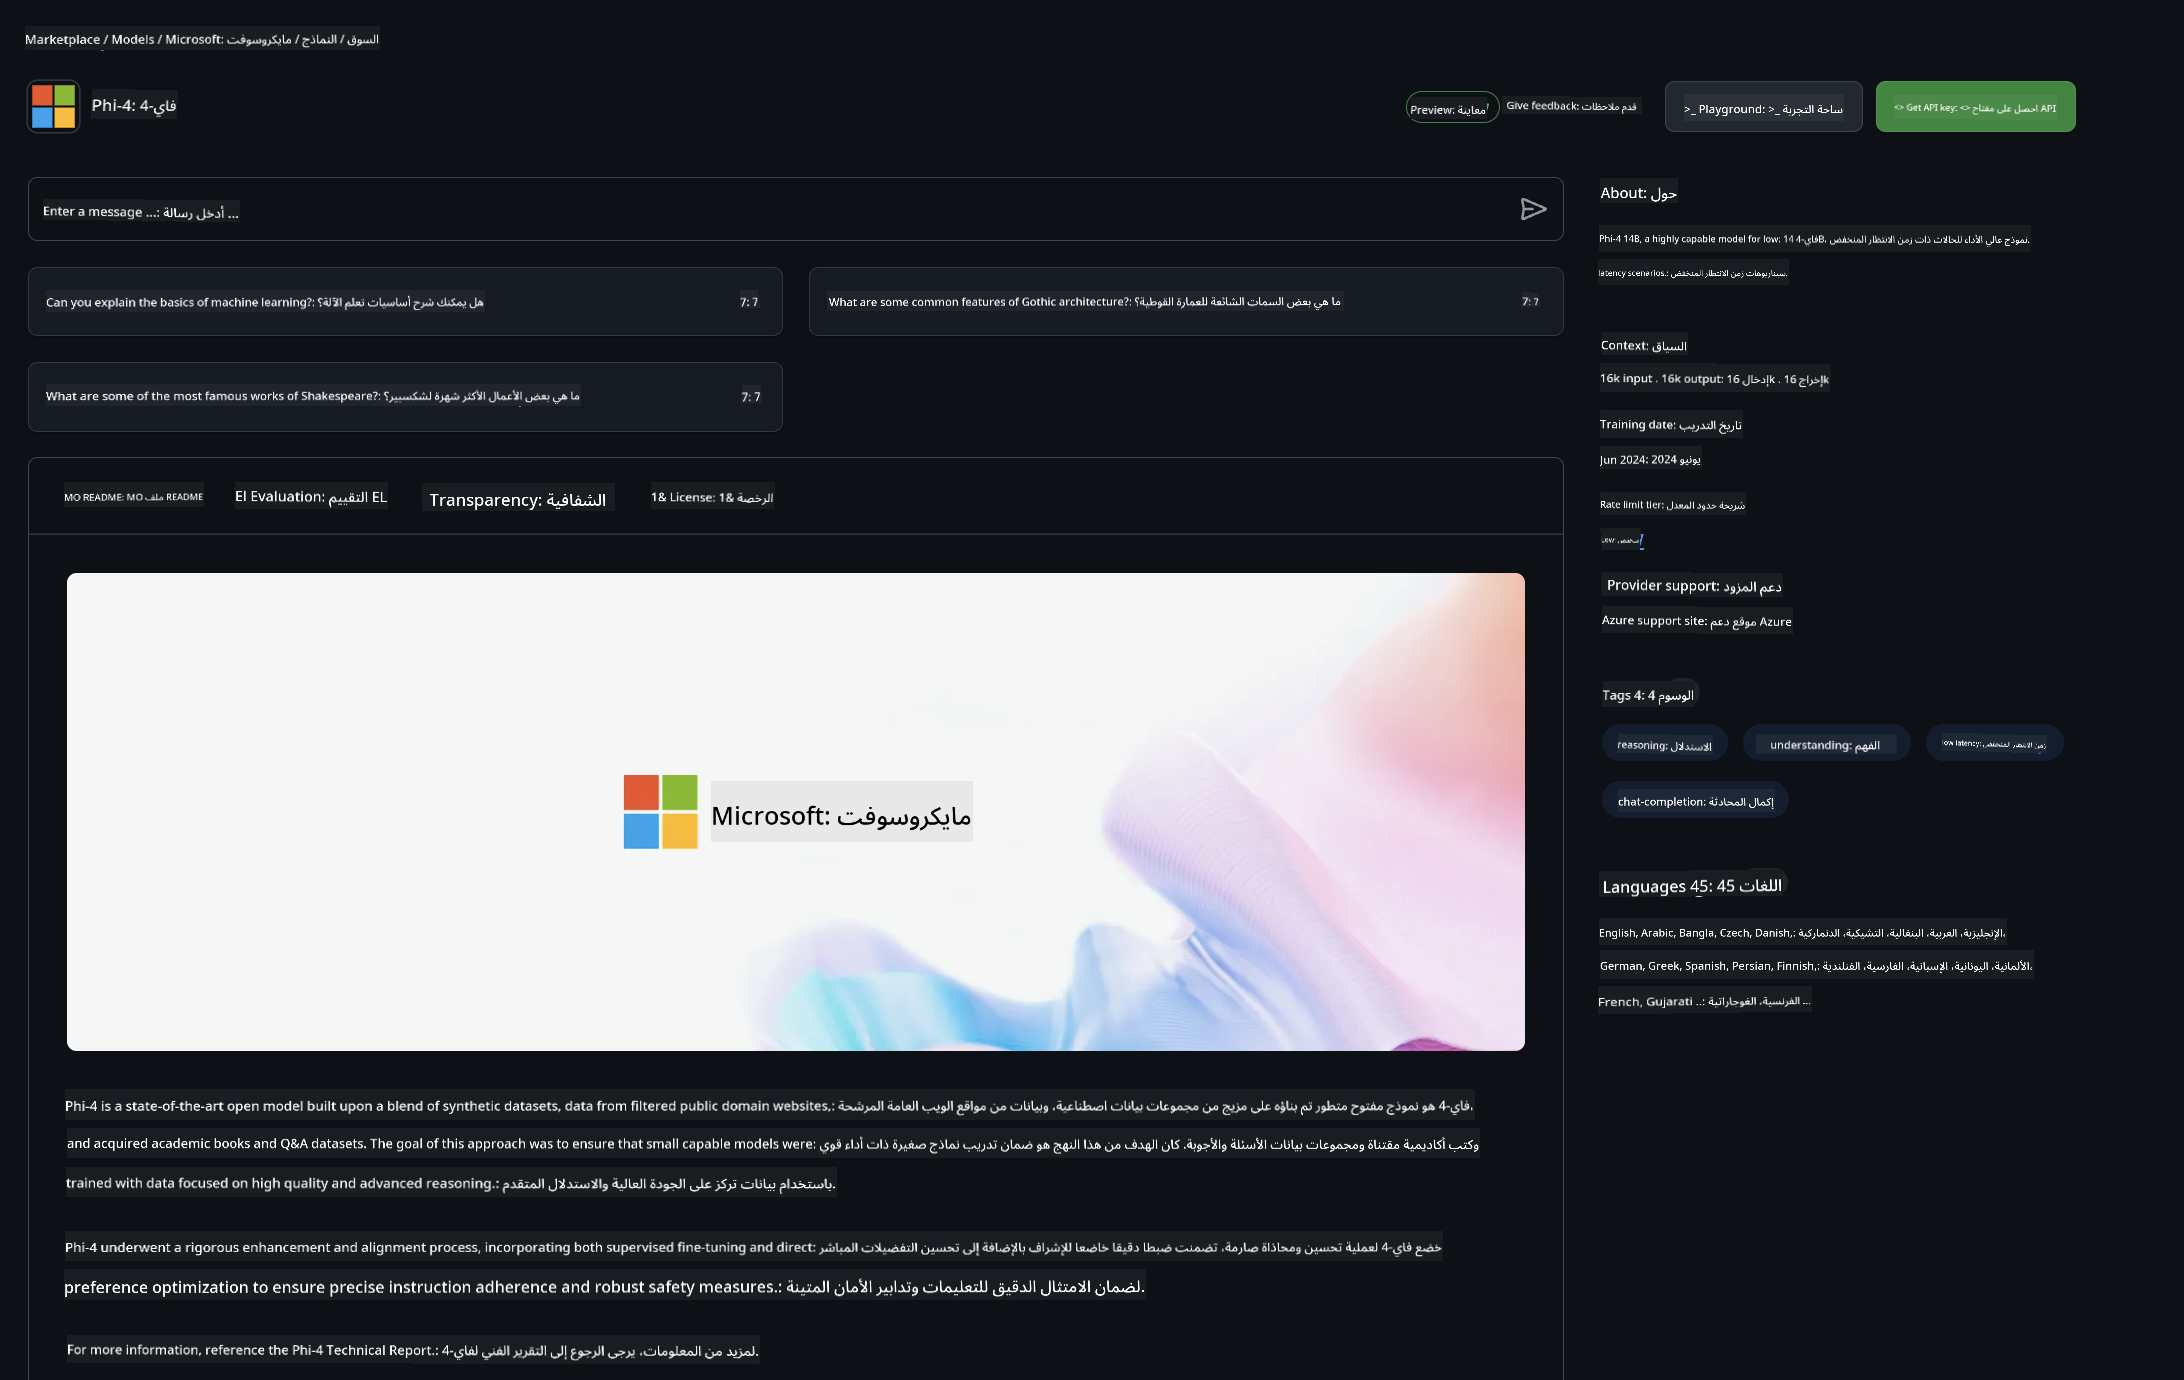 Marketplace / Models / Microsoft: السوق / النماذج / مايكروسوفت
Phi-4: فاي-4
Preview: معاينة
Give feedback: قدم ملاحظات
>_ Playground: >_ ساحة التجربة
<> Get API key: <> احصل على مفتاح API
Enter a message ...: أدخل رسالة ...
Can you explain the basics of machine learning?: هل يمكنك شرح أساسيات تعلم الآلة؟
7: 7
What are some common features of Gothic architecture?: ما هي بعض السمات الشائعة للعمارة القوطية؟
7: 7
What are some of the most famous works of Shakespeare?: ما هي بعض الأعمال الأكثر شهرة لشكسبير؟
7: 7
MO README: MO ملف README
El Evaluation: التقييم EL
Transparency: الشفافية
1& License: 1& الرخصة
Microsoft: مايكروسوفت
Phi-4 is a state-of-the-art open model built upon a blend of synthetic datasets, data from filtered public domain websites,: فاي-4 هو نموذج مفتوح متطور تم بناؤه على مزيج من مجموعات بيانات اصطناعية، وبيانات من مواقع الويب العامة المرشحة،
and acquired academic books and Q&A datasets. The goal of this approach was to ensure that small capable models were: وكتب أكاديمية مقتناة ومجموعات بيانات الأسئلة والأجوبة. كان الهدف من هذا النهج هو ضمان تدريب نماذج صغيرة ذات أداء قوي
trained with data focused on high quality and advanced reasoning.: باستخدام بيانات تركز على الجودة العالية والاستدلال المتقدم.
Phi-4 underwent a rigorous enhancement and alignment process, incorporating both supervised fine-tuning and direct: خضع فاي-4 لعملية تحسين ومحاذاة صارمة، تضمنت ضبطا دقيقا خاضعا للإشراف بالإضافة إلى تحسين التفضيلات المباشر
preference optimization to ensure precise instruction adherence and robust safety measures.: لضمان الامتثال الدقيق للتعليمات وتدابير الأمان المتينة.
For more information, reference the Phi-4 Technical Report.: لمزيد من المعلومات، يرجى الرجوع إلى التقرير الفني لفاي-4.
About: حول
Phi-4 14B, a highly capable model for low: 14 فاي-4B، نموذج عالي الأداء للحالات ذات زمن الانتظار المنخفض.
latency scenarios.: سيناريوهات زمن الانتظار المنخفض.
Context: السياق
16k input . 16k output: 16 إدخالk . 16 إخراجk
Training date: تاريخ التدريب
Jun 2024: يونيو 2024
Rate limit tier: شريحة حدود المعدل
Low: منخفض
Provider support: دعم المزود
Azure support site: موقع دعم Azure
Tags 4: الوسوم 4
reasoning: الاستدلال
understanding: الفهم
low latency: زمن الانتظار المنخفض
chat-completion: إكمال المحادثة
Languages 45: اللغات 45
English, Arabic, Bangla, Czech, Danish,: الإنجليزية، العربية، البنغالية، التشيكية، الدنماركية،
German, Greek, Spanish, Persian, Finnish,: الألمانية، اليونانية، الإسبانية، الفارسية، الفنلندية،
French, Gujarati ..: الفرنسية، الغوجاراتية ...